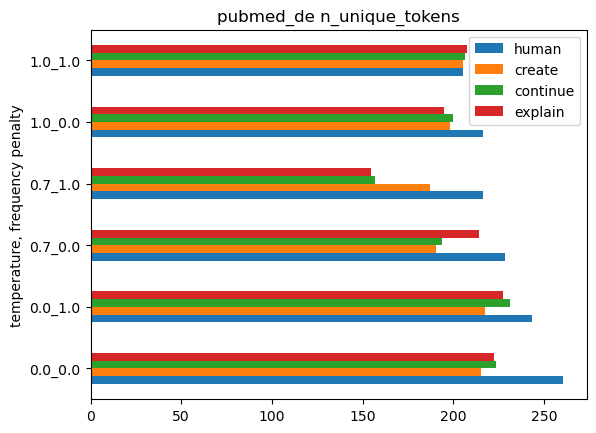 pubmed_de n_unique_tokens
human
create
continue
explain
temperature, frequency penalty
1.0_1.0
1.0_0.0
0.7_1.0
0.7_0.0
0.0_1.0
0.0_0.0
0 50 100 150 200 250